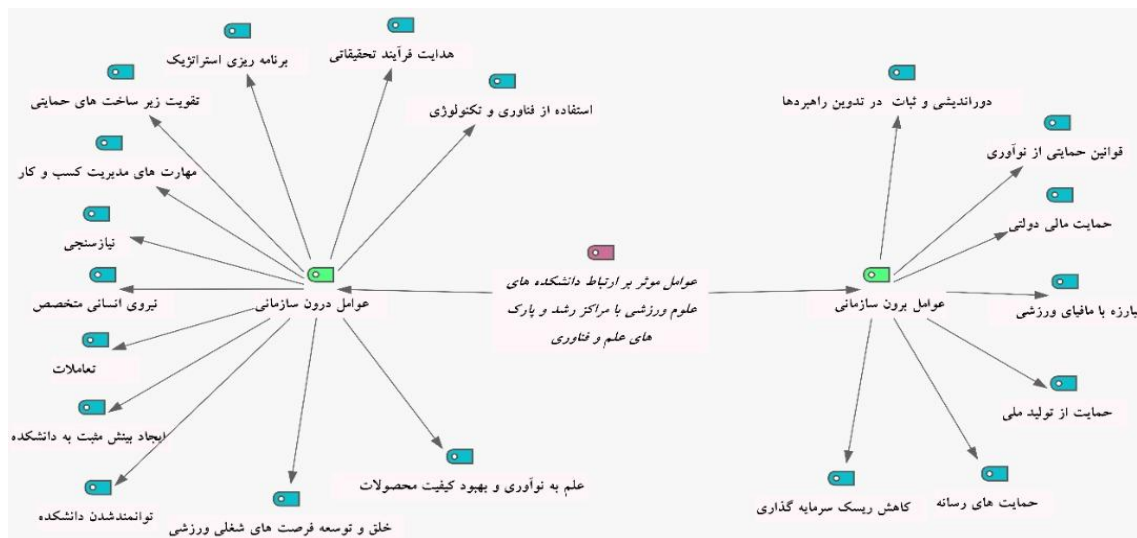 هدایت فرآیند تحقیقاتی
برنامه ریزی استراتژیک
دوراندیشی و ثبات در تدوین راهبردها
تقویت زیر ساخت های حمایتی
استفاده از فناوری و تکنولوژی
قوانین حمایتی از نوآوری
مهارت های مدیریت کسب و کار
حمایت مالی دولتی
نیازسنجی
عوامل موثر بر ارتباط دانشکده های
علوم ورزشی با مراکز رشد و پارک
های علم و فناوری
عوامل برون سازمانی
عوامل درون سازمانی
نیروی انسانی متخصص
مبارزه با مافیای ورزشی
تعاملات
حمایت از تولید ملی
ایجاد بینش مثبت به دانشکده
علم به نوآوری و بهبود کیفیت محصولات
حمایت های رسانه
کاهش ریسک سرمایه گذاری
توانمندشدن دانشکده
خلق و توسعه فرصت های شغلی ورزشی